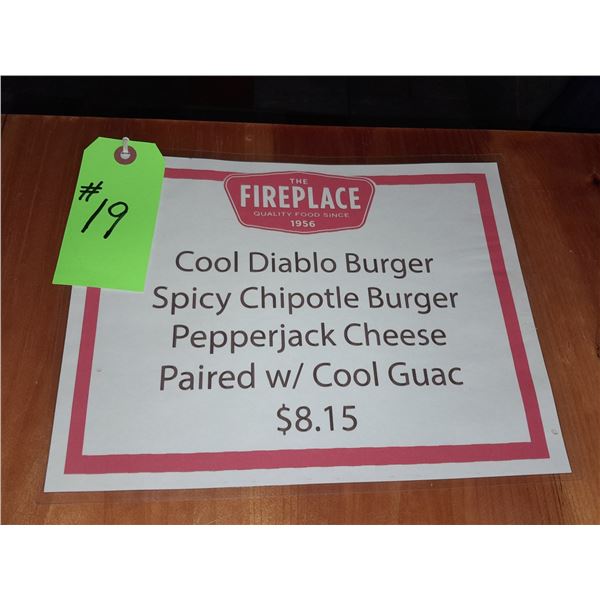 #19
THE
FIREPLACE
QUALITY FOOD SINCE
1956
Cool Diablo Burger
Spicy Chipotle Burger
Pepperjack Cheese
Paired w/ Cool Guac
$8.15